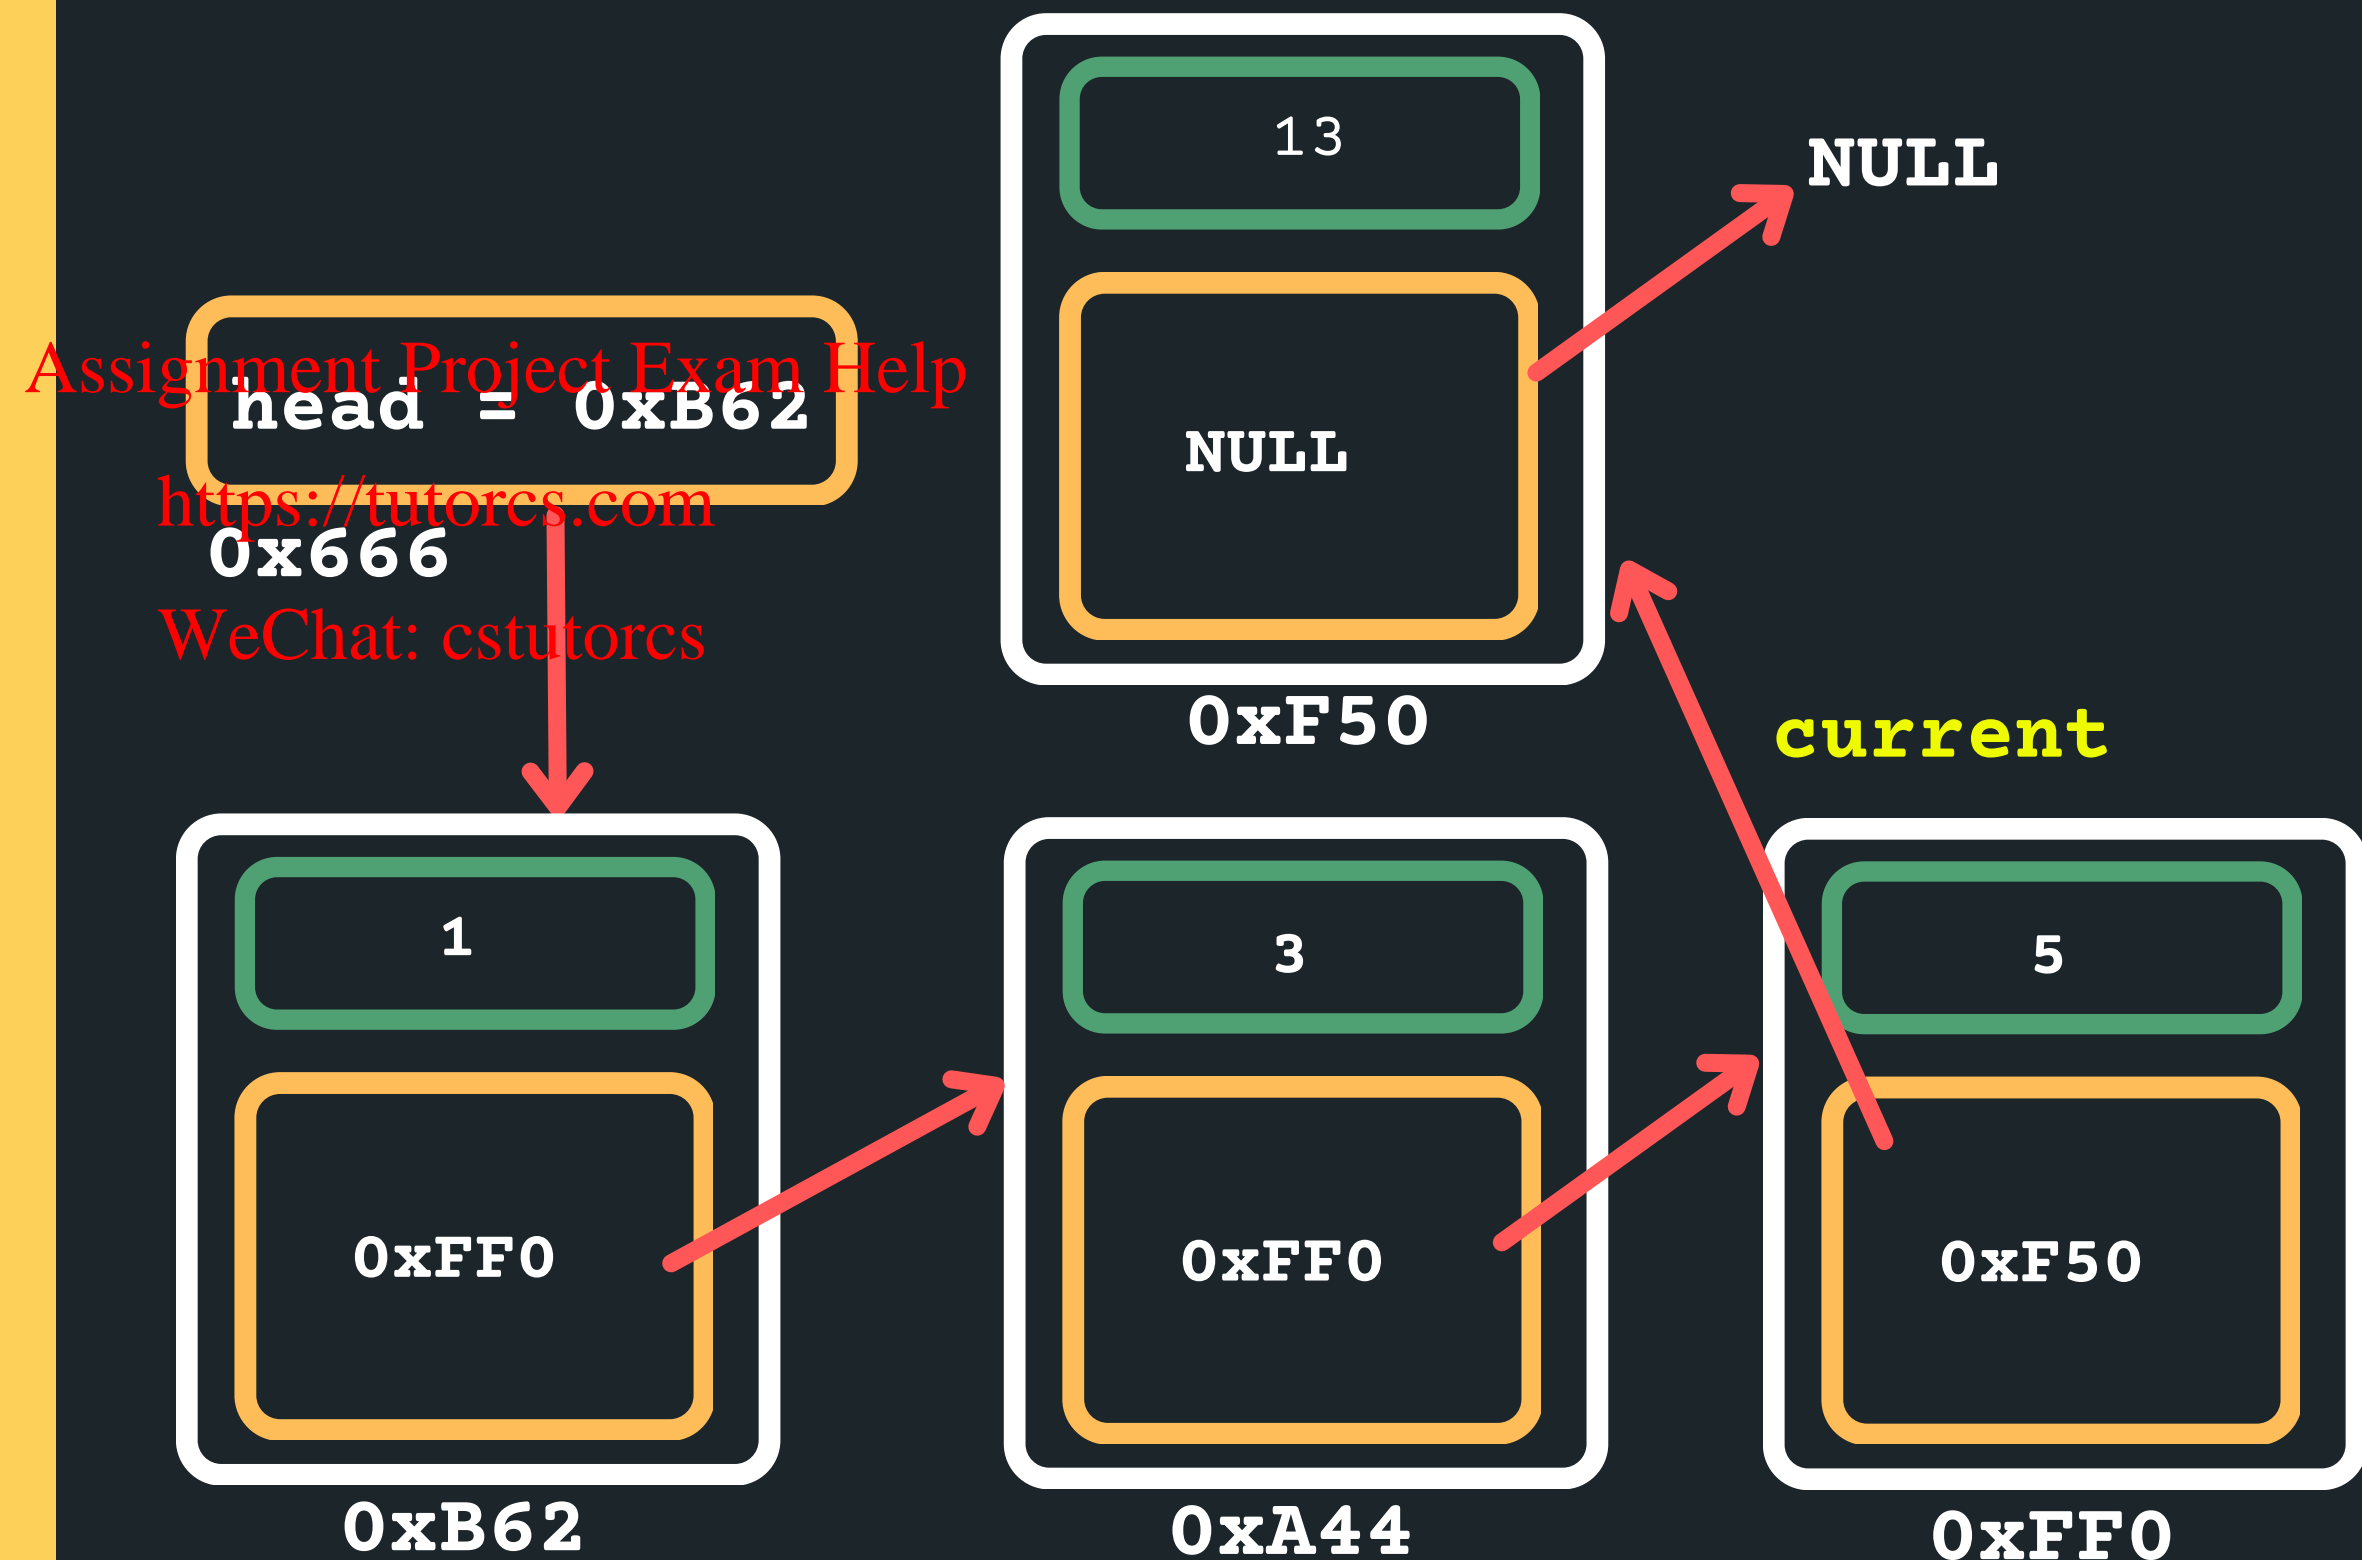 13
NULL
Assignment Project Exam Help
head = 0xB62
NULL
https://tutorcs.com
0x666
WeChat: cstutorcs
0xF50
current
1
3
5
0xFF0
0xFF0
0xF50
0xB62
0xA44
0xFF0